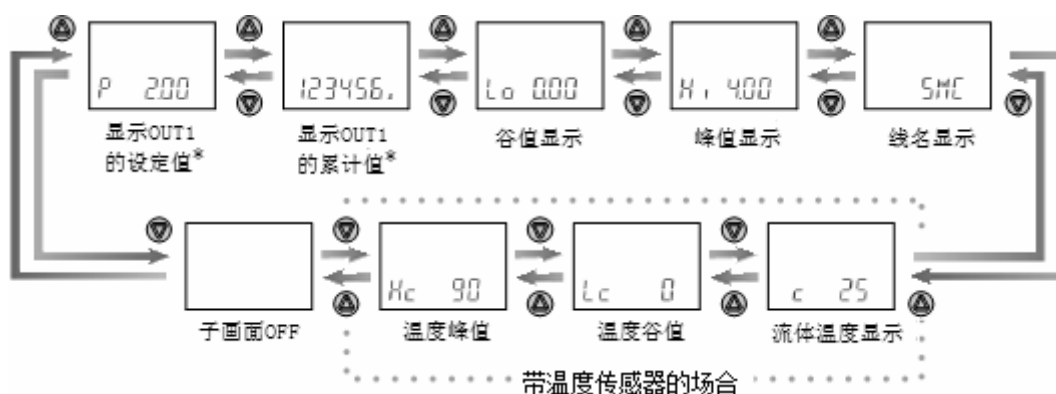 P 2.00
123456.
Lo 0.00
Hi 4.00
SMC
显示OUT1
的设定值*
显示OUT1
的累计值*
谷值显示
峰值显示
线名显示
Hc 90
Lc 0
c 25
子画面OFF
温度峰值
温度谷值
流体温度显示
带温度传感器的场合